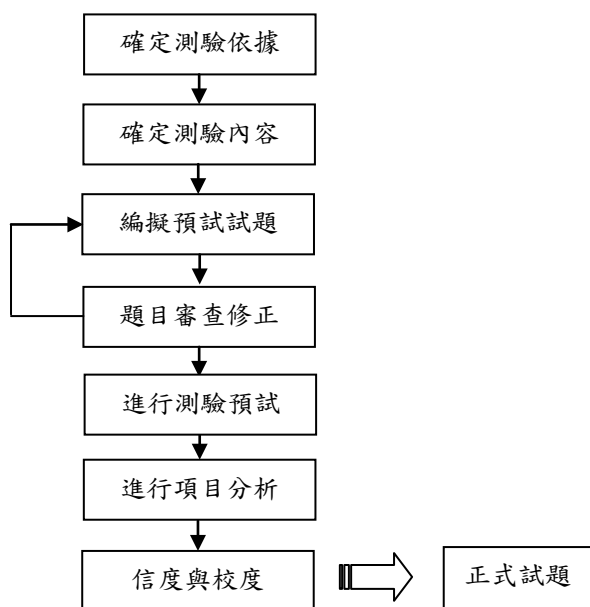 確定測驗依據
確定測驗內容
編擬預試試題
題目審查修正
進行測驗預試
進行項目分析
信度與校度
正式試題